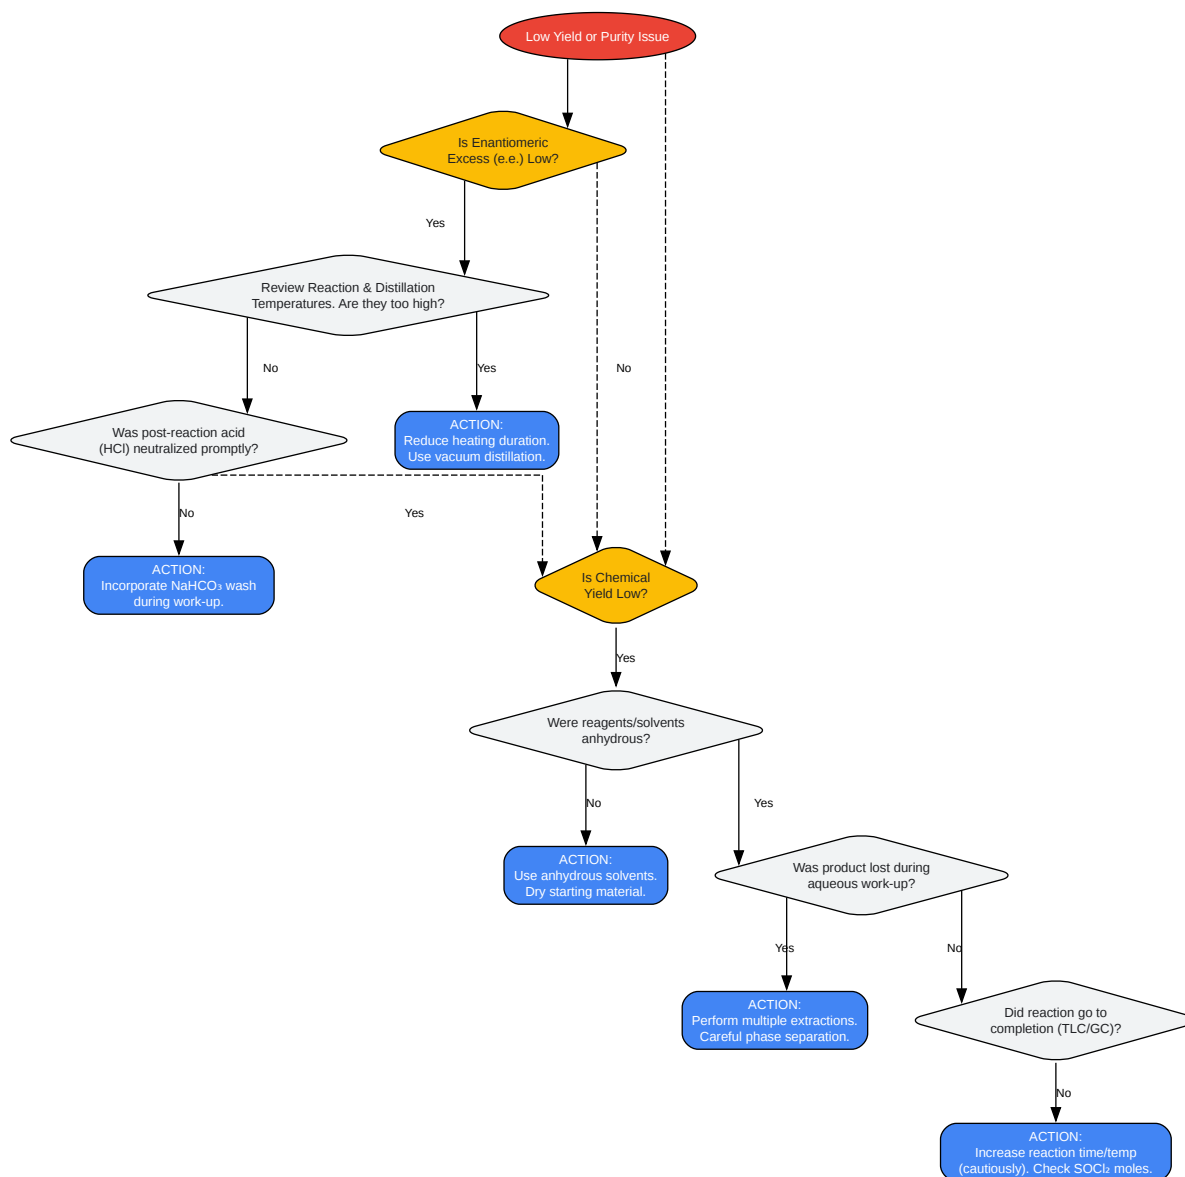 Low Yield or Purity Issue
Is Enantiomeric
Excess (e.e.) Low?
Yes
Review Reaction & Distillation
Temperatures. Are they too high?
No
Yes
No
Was post-reaction acid
(HCl) neutralized promptly?
ACTION:
Reduce heating duration.
Use vacuum distillation.
No
Yes
ACTION:
Incorporate NaHCO₃ wash
during work-up.
Is Chemical
Yield Low?
Yes
Were reagents/solvents
anhydrous?
No
Yes
ACTION:
Use anhydrous solvents.
Dry starting material.
Was product lost during
aqueous work-up?
Yes
No
ACTION:
Perform multiple extractions.
Careful phase separation.
Did reaction go to
completion (TLC/GC)?
No
ACTION:
Increase reaction time/temp
(cautiously). Check SOCl₂ moles.